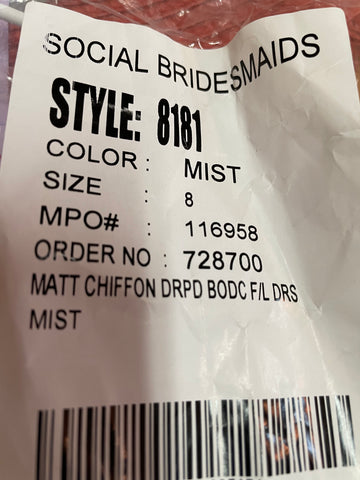 SOCIAL BRIDESMAIDS
STYLE: 8181
COLOR : MIST
SIZE : 8
MPO# : 116958
ORDER NO : 728700
MATT CHIFFON DRPD BODC F/L DRS
MIST